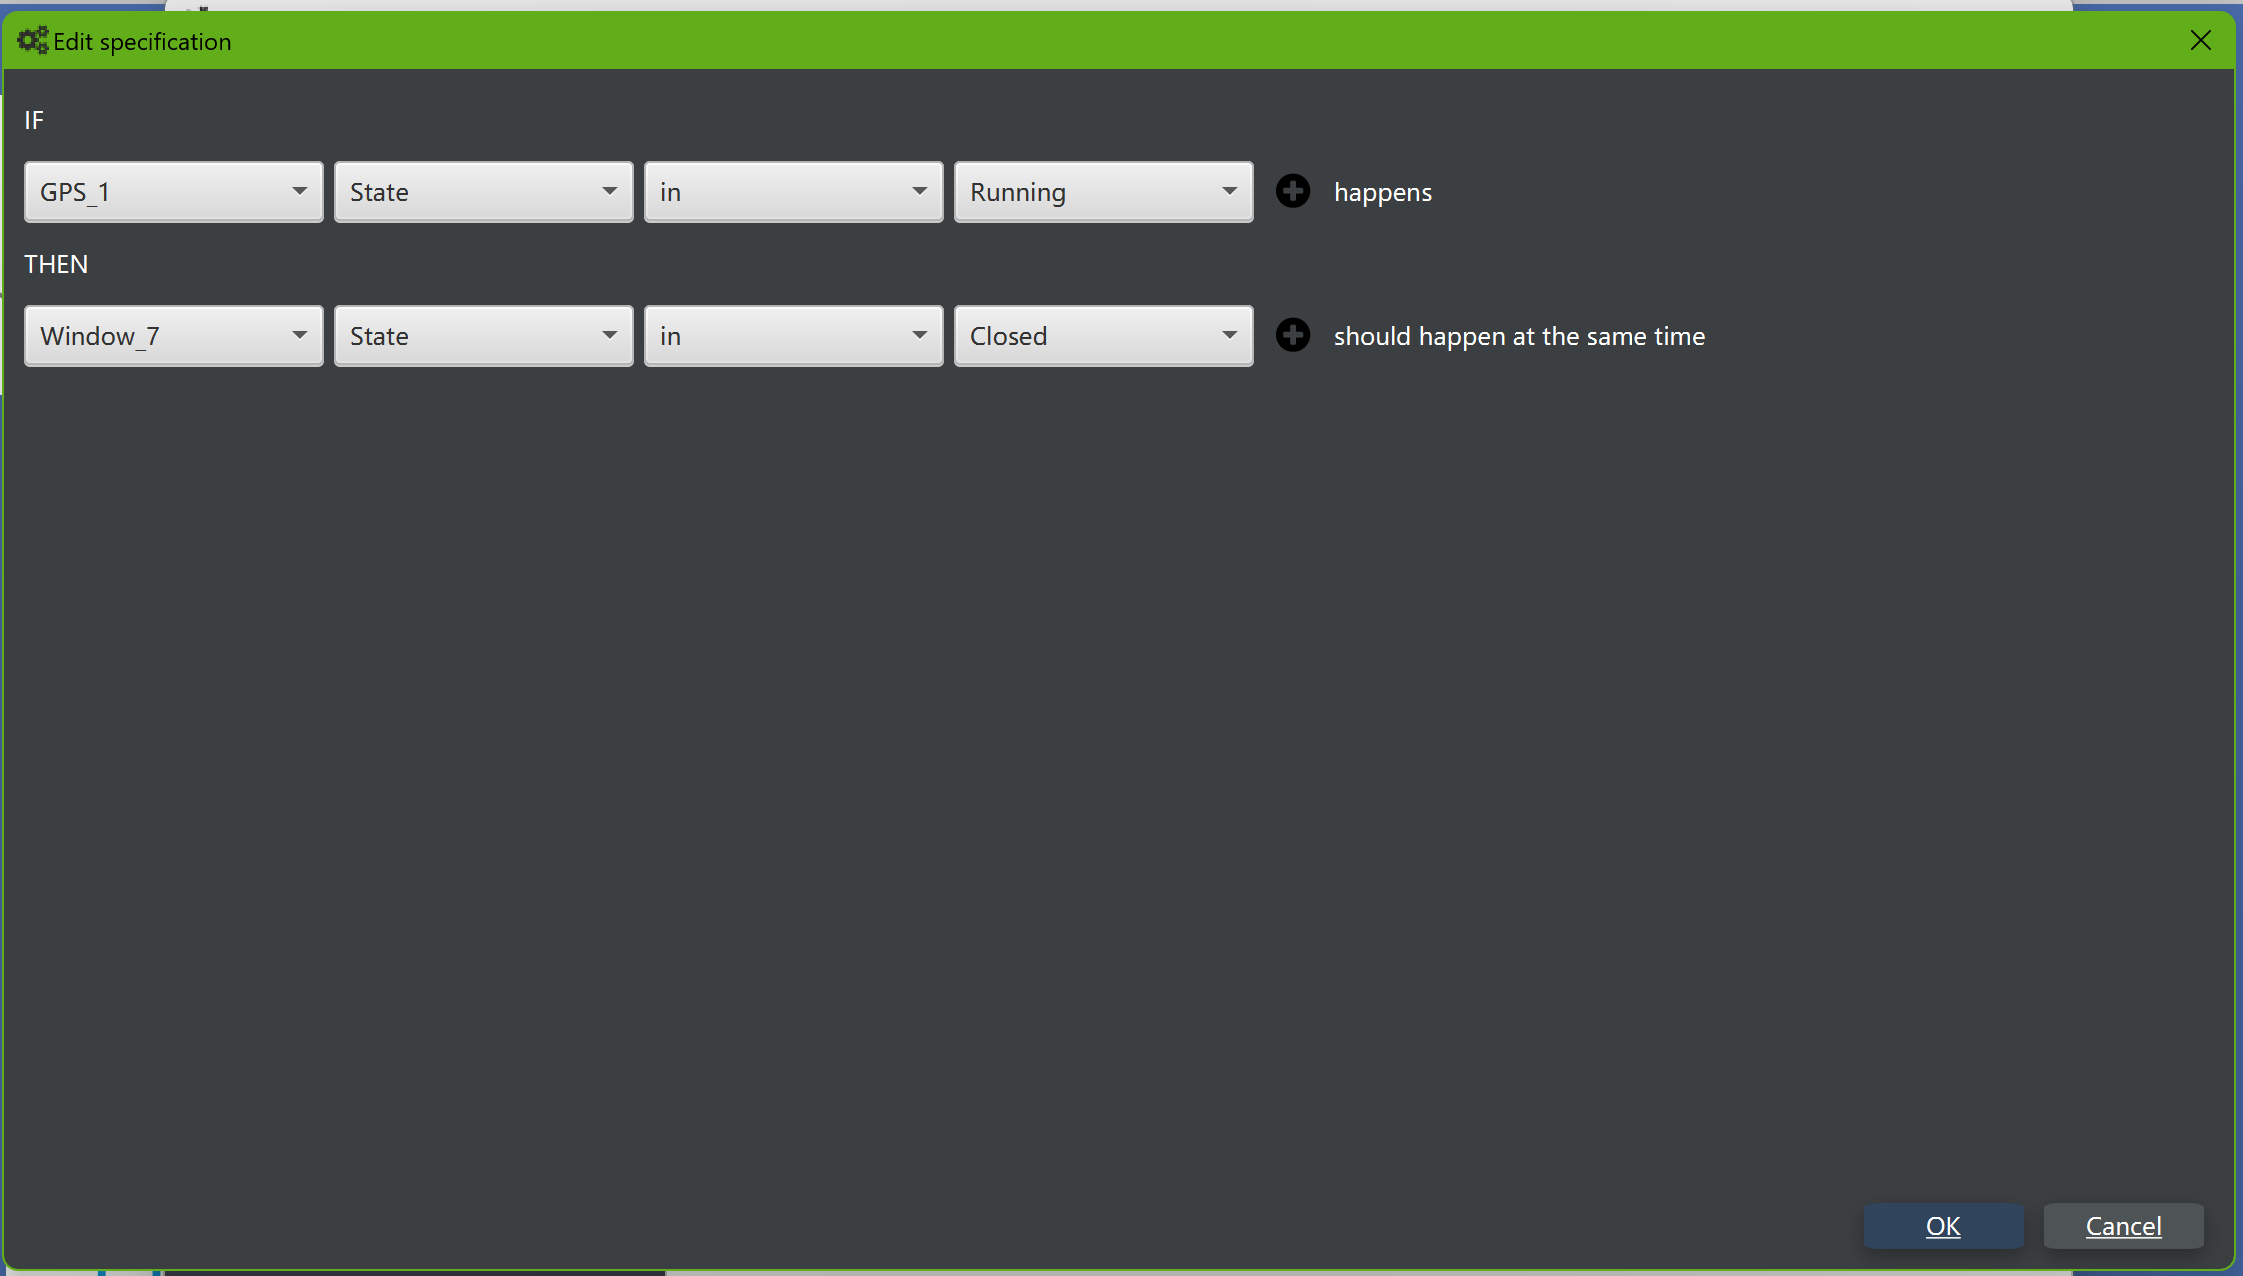 Edit specification
IF
GPS_1 State in Running happens
THEN
Window_7 State in Closed should happen at the same time
OK Cancel